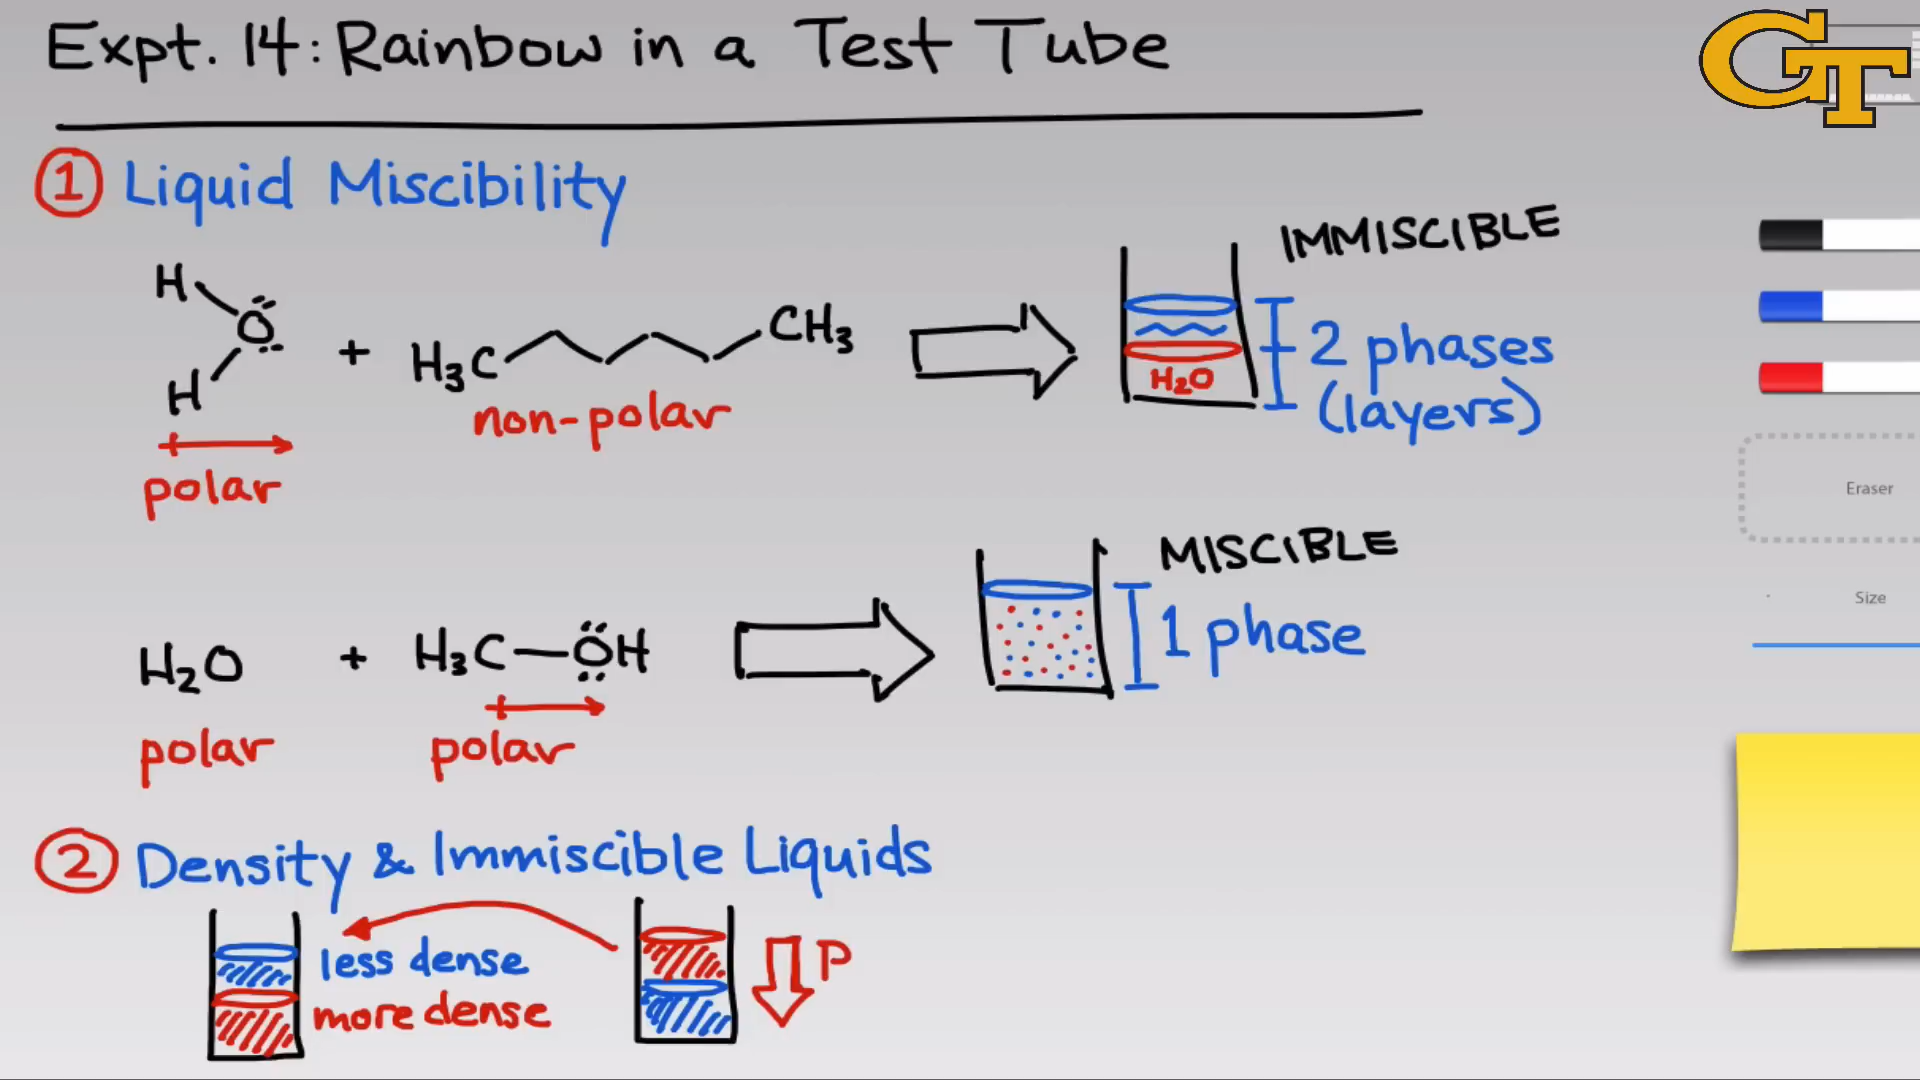 Expt. 14: Rainbow in a Test Tube
GT
① Liquid Miscibility
IMMISCIBLE
H
O
H
+
H₃C
CH₃
H₂O
2 phases
(layers)
non-polar
polar
Eraser
MISCIBLE
Size
H₂O + H₃C—OH
1 phase
polar
polar
② Density & Immiscible Liquids
less dense
more dense
P